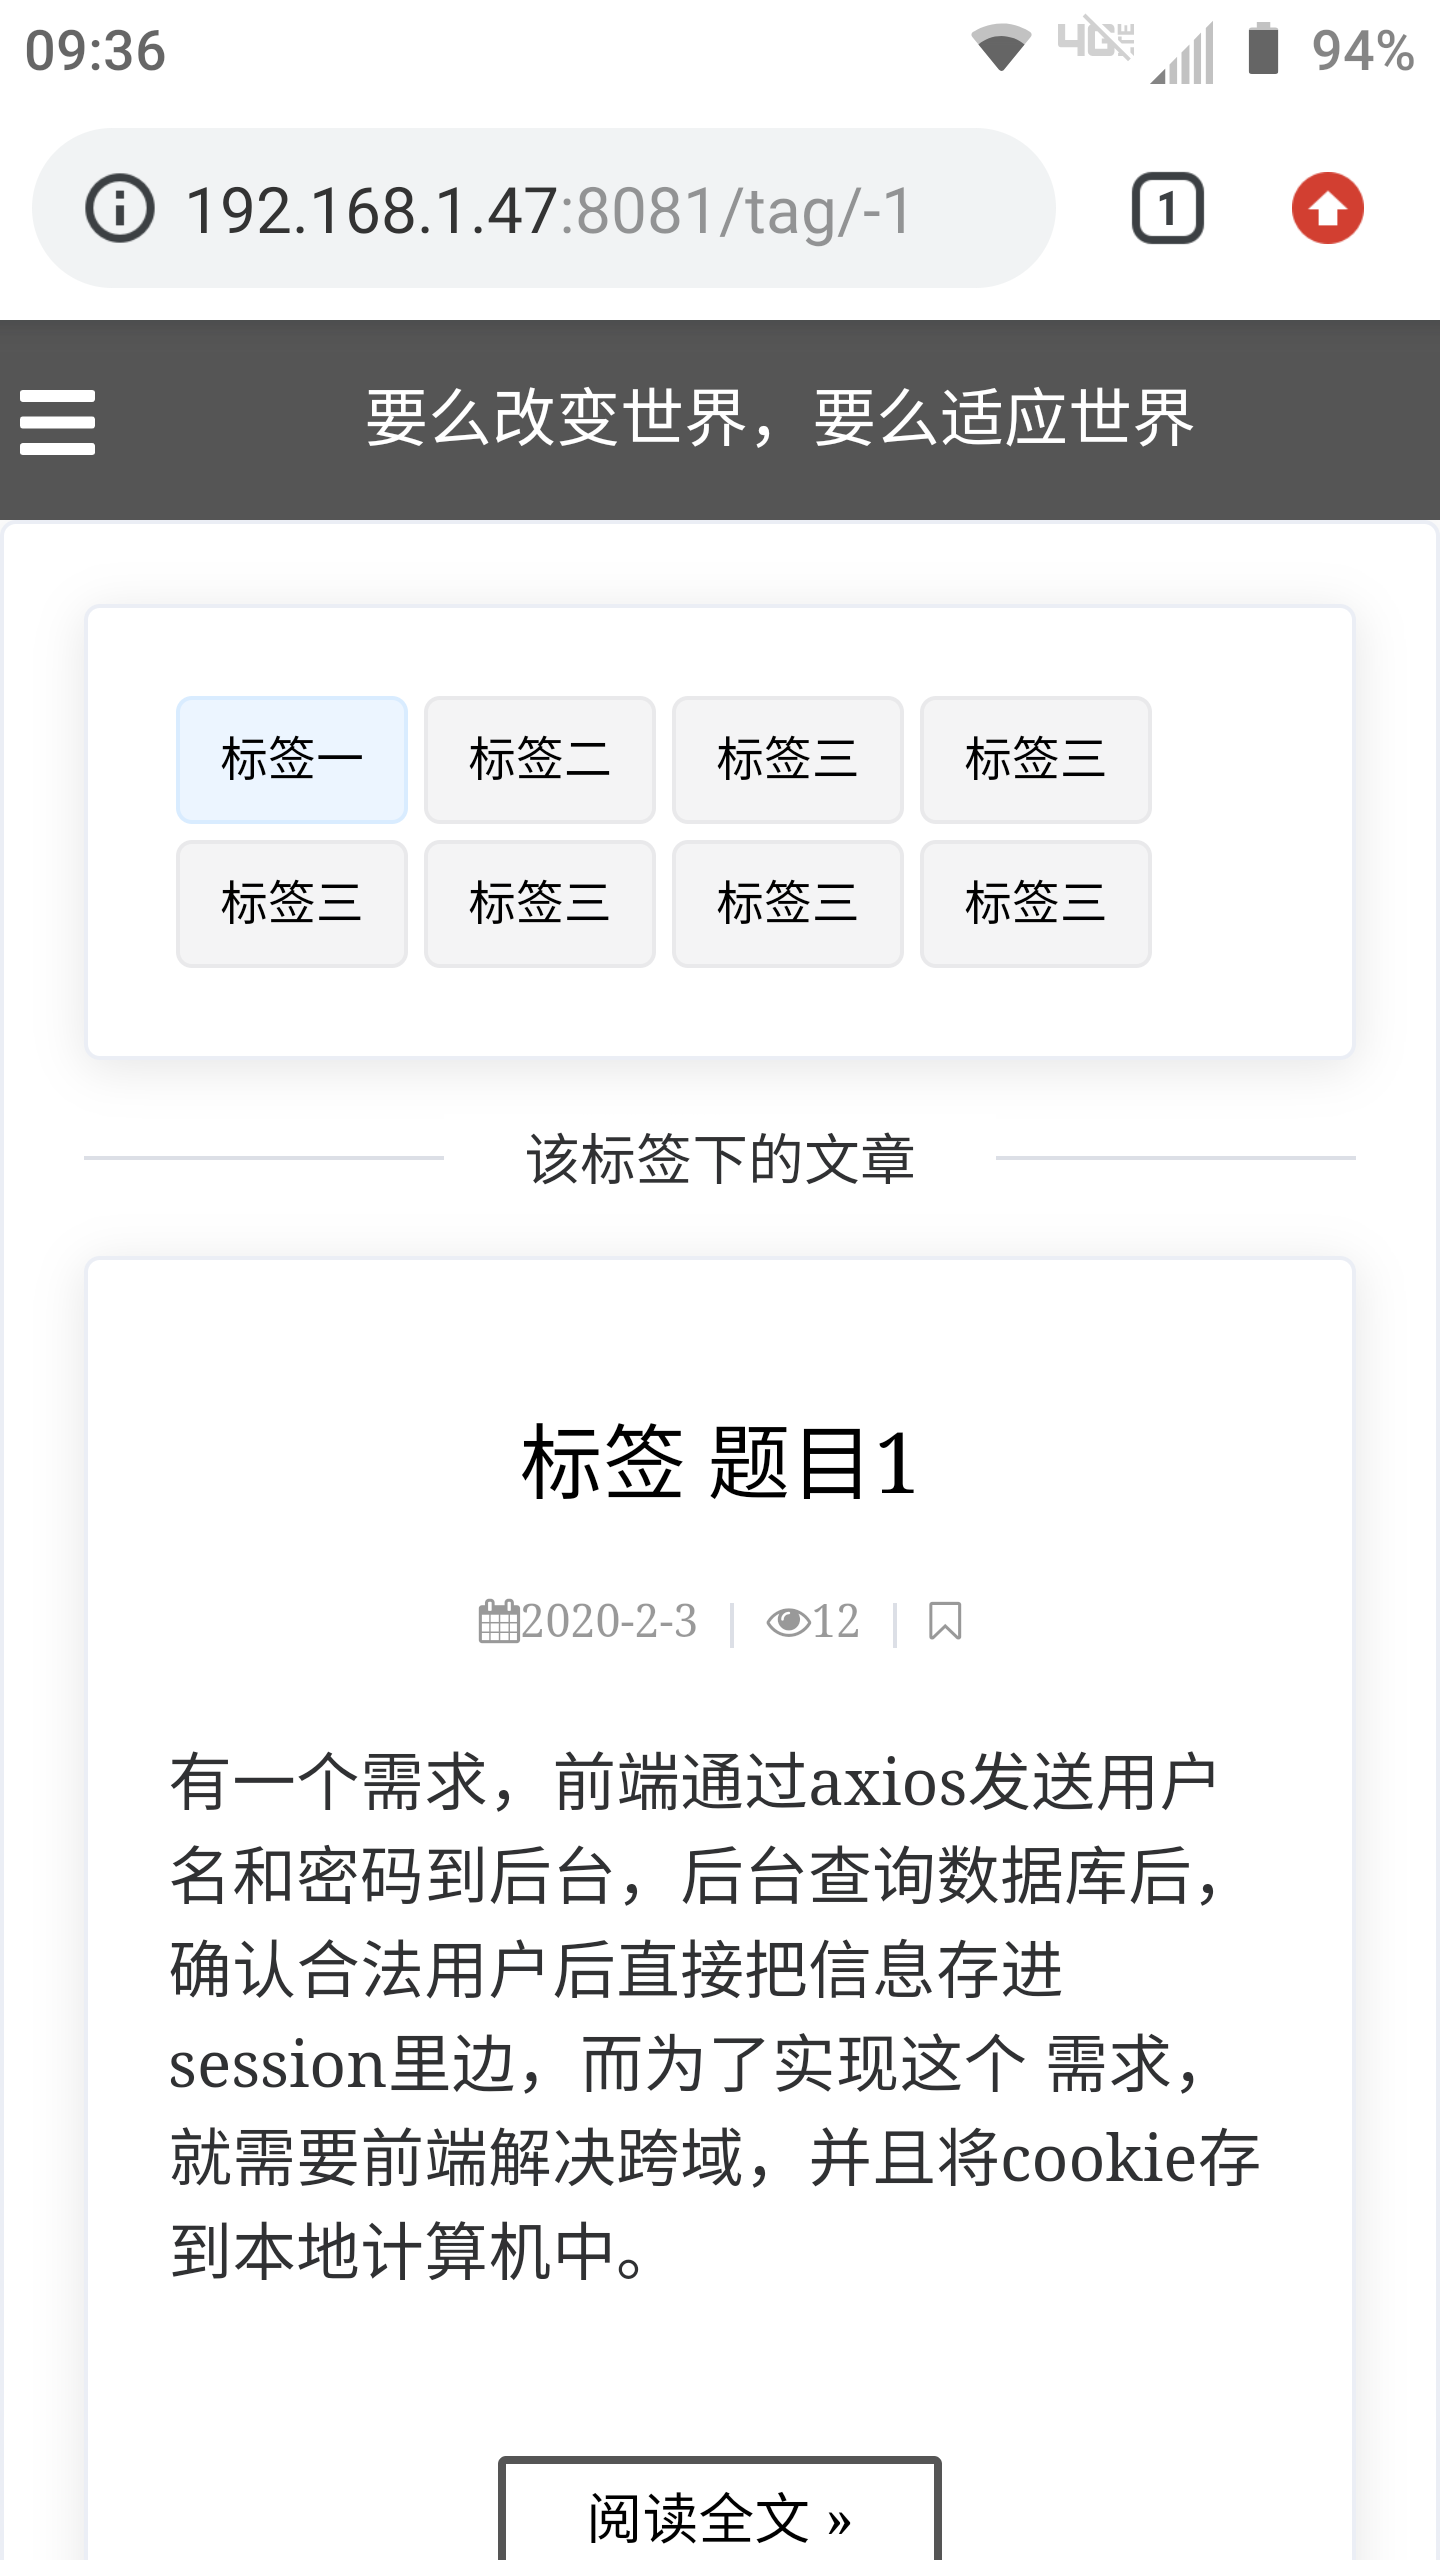 09:36
4G LTE
94%
192.168.1.47:8081/tag/-1
1
要么改变世界，要么适应世界
标签一 标签二 标签三 标签三
标签三 标签三 标签三 标签三
该标签下的文章
标签 题目1
2020-2-3 | 12 |
有一个需求，前端通过axios发送用户
名和密码到后台，后台查询数据库后，
确认合法用户后直接把信息存进
session里边，而为了实现这个 需求，
就需要前端解决跨域，并且将cookie存
到本地计算机中。
阅读全文 »